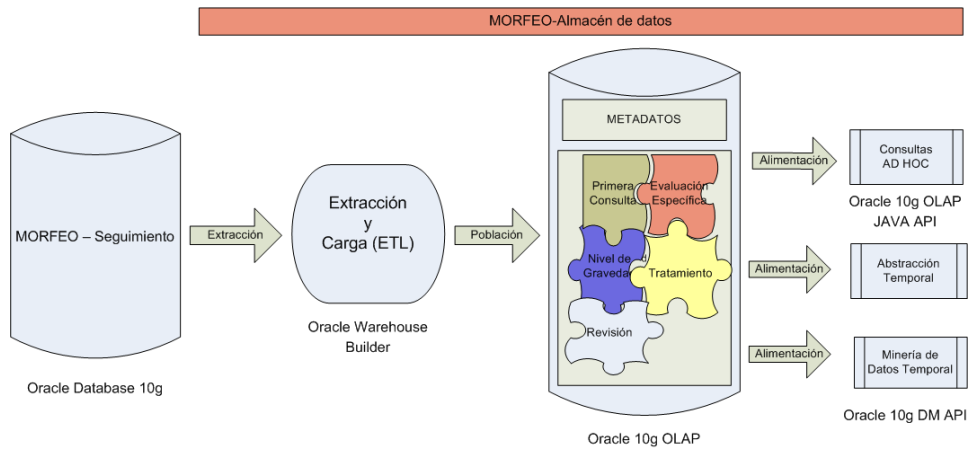 MORFEO-Almacén de datos
MORFEO – Seguimiento
Oracle Database 10g
Extracción
Extracción
y
Carga (ETL)
Oracle Warehouse
Builder
Población
METADATOS
Primera
Consulta
Evaluación
Específica
Nivel de
Gravedad
Tratamiento
Revisión
Oracle 10g OLAP
Alimentación
Consultas
AD HOC
Oracle 10g OLAP
JAVA API
Alimentación
Abstracción
Temporal
Alimentación
Minería de
Datos Temporal
Oracle 10g DM API